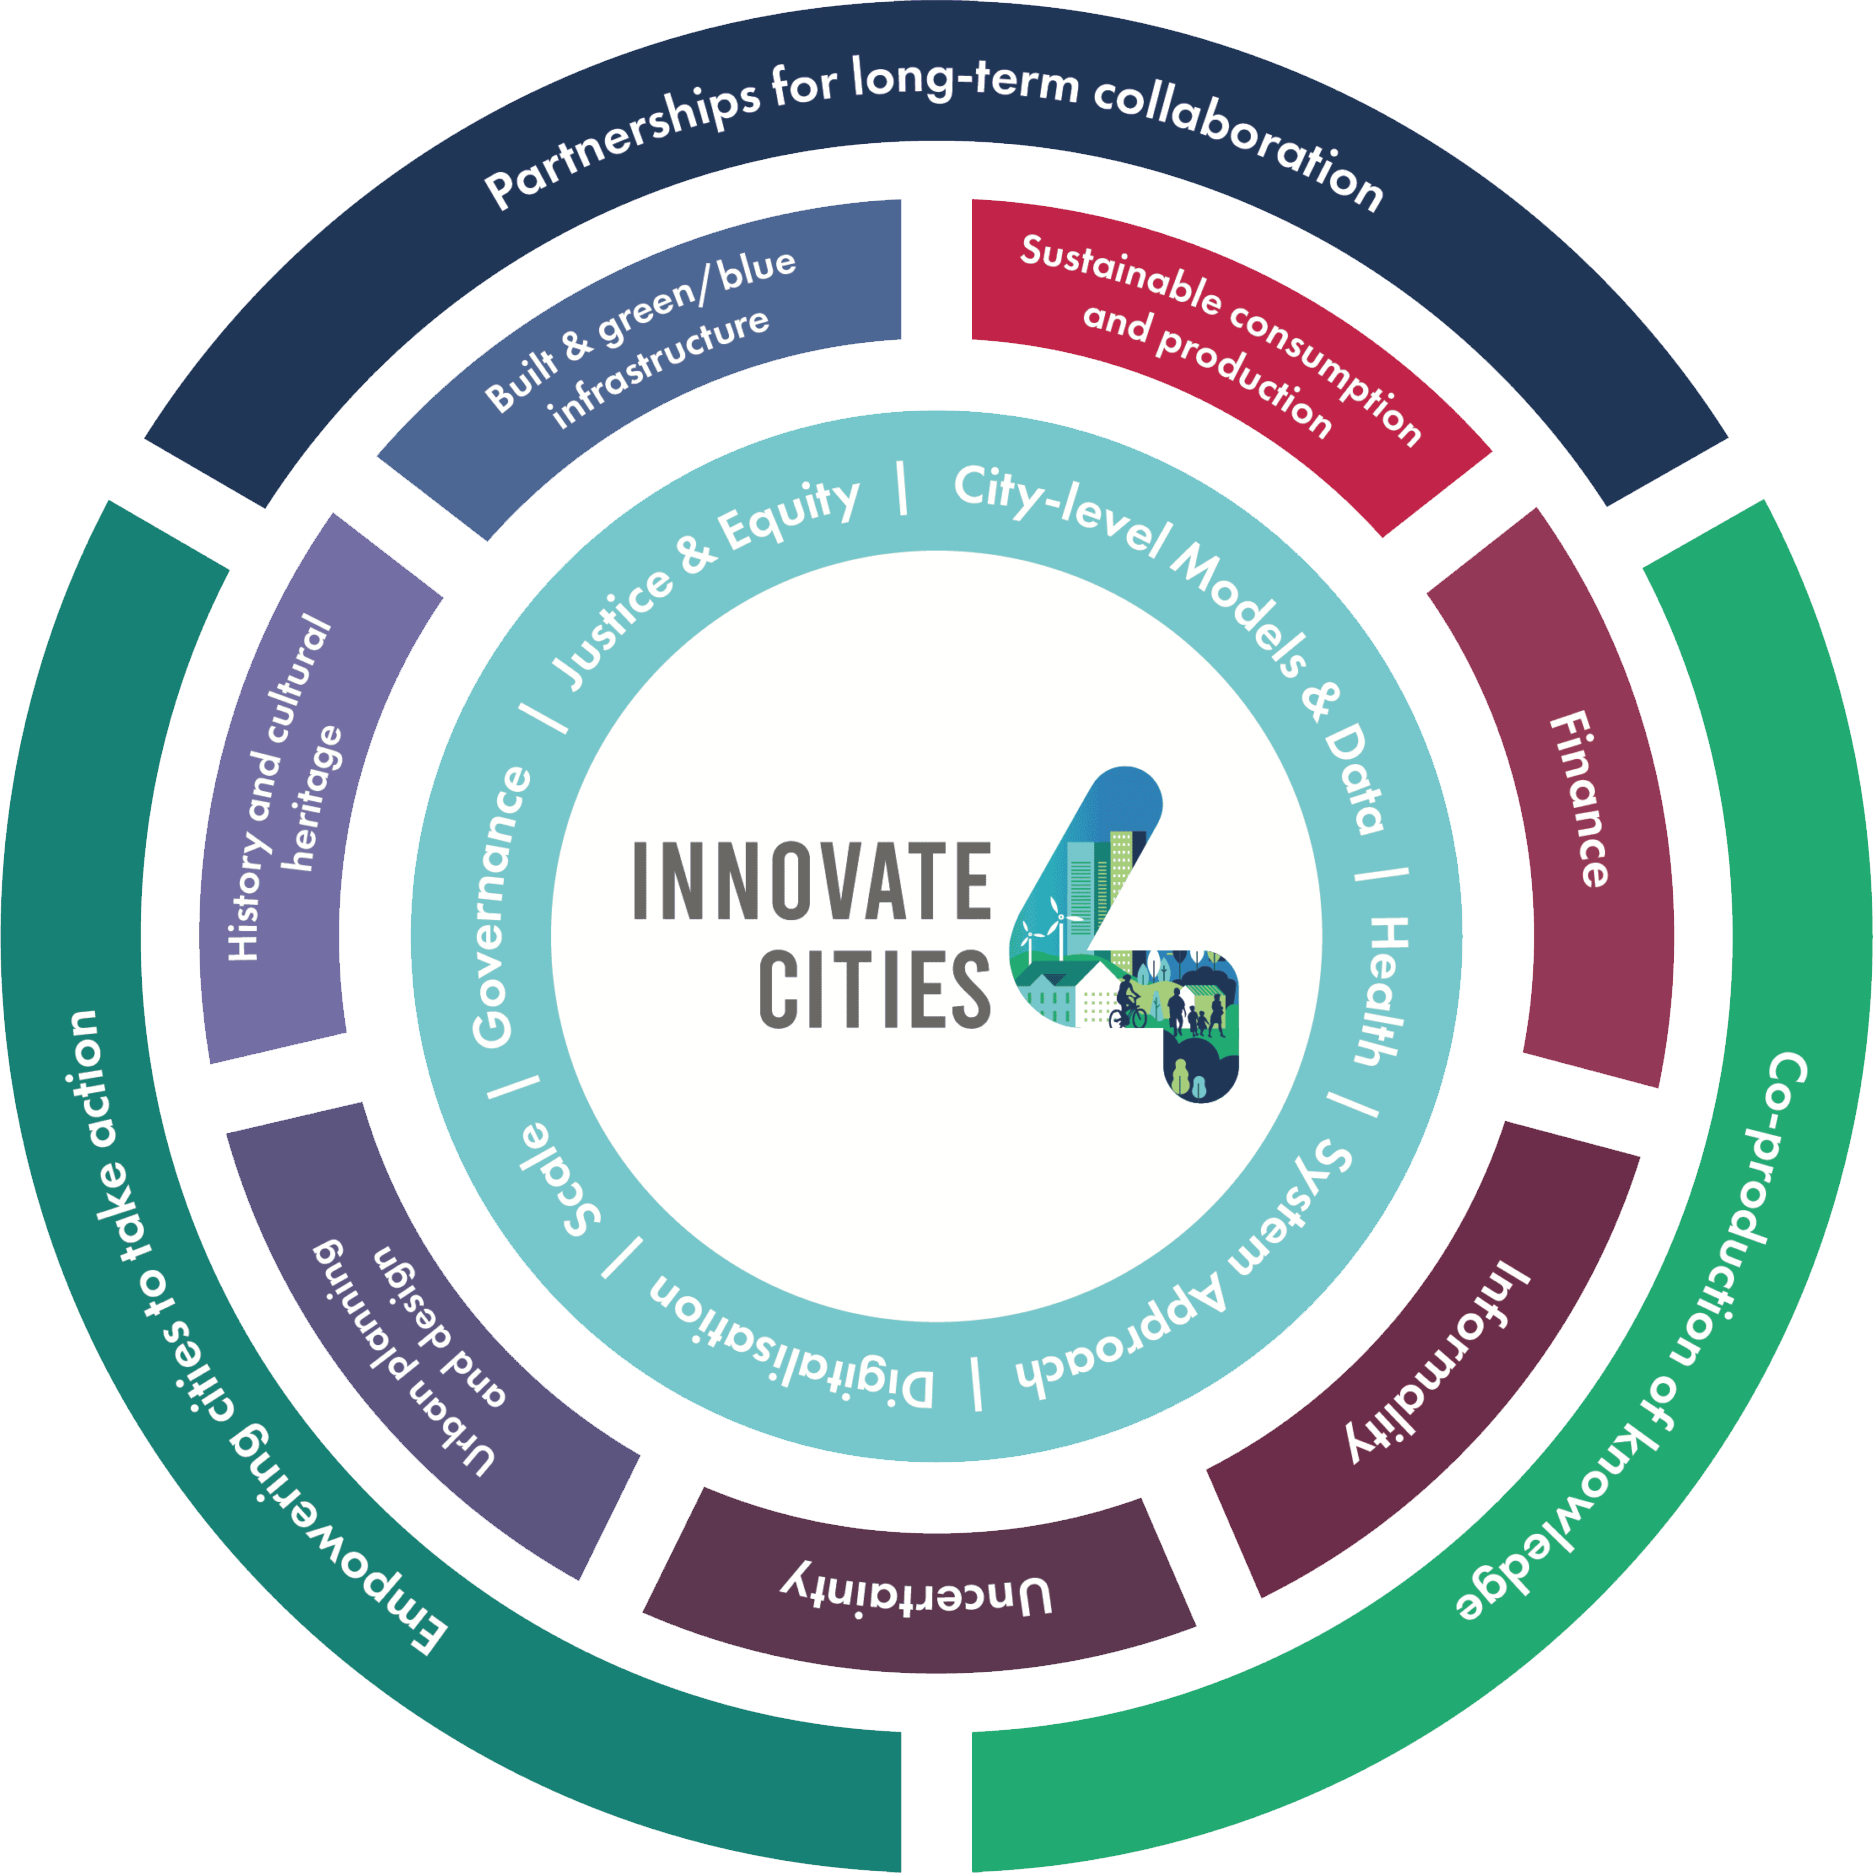 Partnerships for long-term collaboration
Co-production of knowledge
Empowering cities to take action
Built & green/blue
infrastructure
Sustainable consumption
and production
Finance
Informality
Uncertainty
Urban planning
and design
History and cultural
heritage
Justice & Equity | City-level Models & Data | Health | System Approach | Digitalisation | Scale | Governance |
INNOVATE
CITIES
4